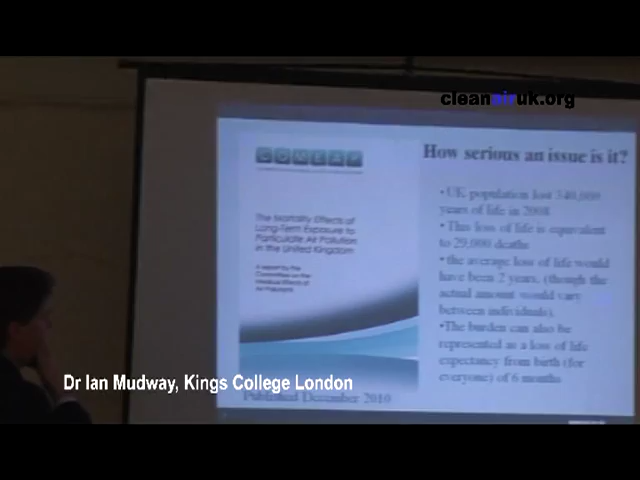 cleanairuk.org
COMEAP
How serious an issue is it?
The Mortality Effects of
Long-Term Exposure to
Particulate Air Pollution
in the United Kingdom
A report by the
Committee on the
Medical Effects of
Air Pollutants
•UK population lost 340,000
years of life in 2008
•This loss of life is equivalent
to 29,000 deaths
•the average loss of life would
have been 2 years, (though the
actual amount would vary
between individuals).
•The burden can also be
represented as a loss of life
expectancy from birth (for
everyone) of 6 months
Dr Ian Mudway, Kings College London
Published December 2010